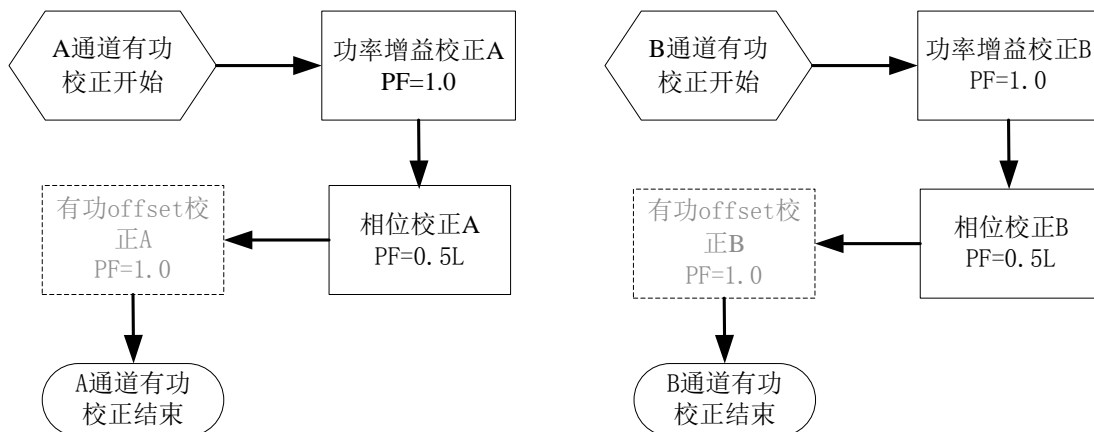 A通道有功
校正开始
功率增益校正A
PF=1.0
相位校正A
PF=0.5L
有功offset校
正A
PF=1.0
A通道有功
校正结束
B通道有功
校正开始
功率增益校正B
PF=1.0
相位校正B
PF=0.5L
有功offset校
正B
PF=1.0
B通道有功
校正结束